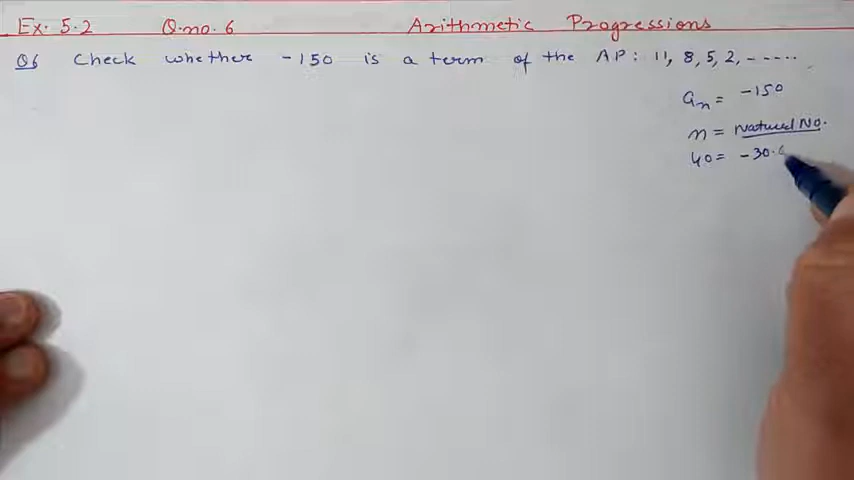 Ex. 5.2 Q.no. 6 Arithmetic Progressions
Q6 Check whether -150 is a term of the AP: 11, 8, 5, 2, -----
an = -150
n = Natural No.
40 = -30.